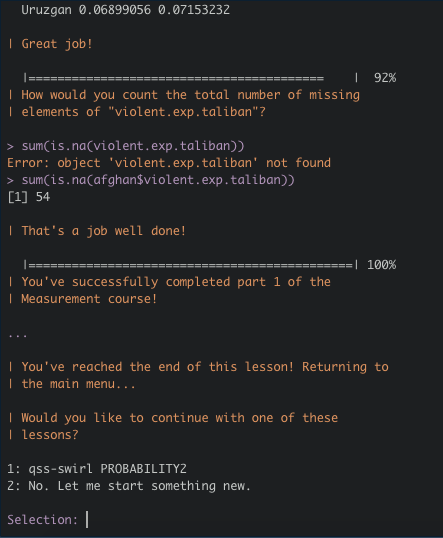 Uruzgan 0.06899056 0.07153232
| Great job!
|========================================= | 92%
| How would you count the total number of missing
| elements of "violent.exp.taliban"?
> sum(is.na(violent.exp.taliban))
Error: object 'violent.exp.taliban' not found
> sum(is.na(afghan$violent.exp.taliban))
[1] 54
| That's a job well done!
|=============================================| 100%
| You've successfully completed part 1 of the
| Measurement course!
...
| You've reached the end of this lesson! Returning to
| the main menu...
| Would you like to continue with one of these
| lessons?
1: qss-swirl PROBABILITY2
2: No. Let me start something new.
Selection: